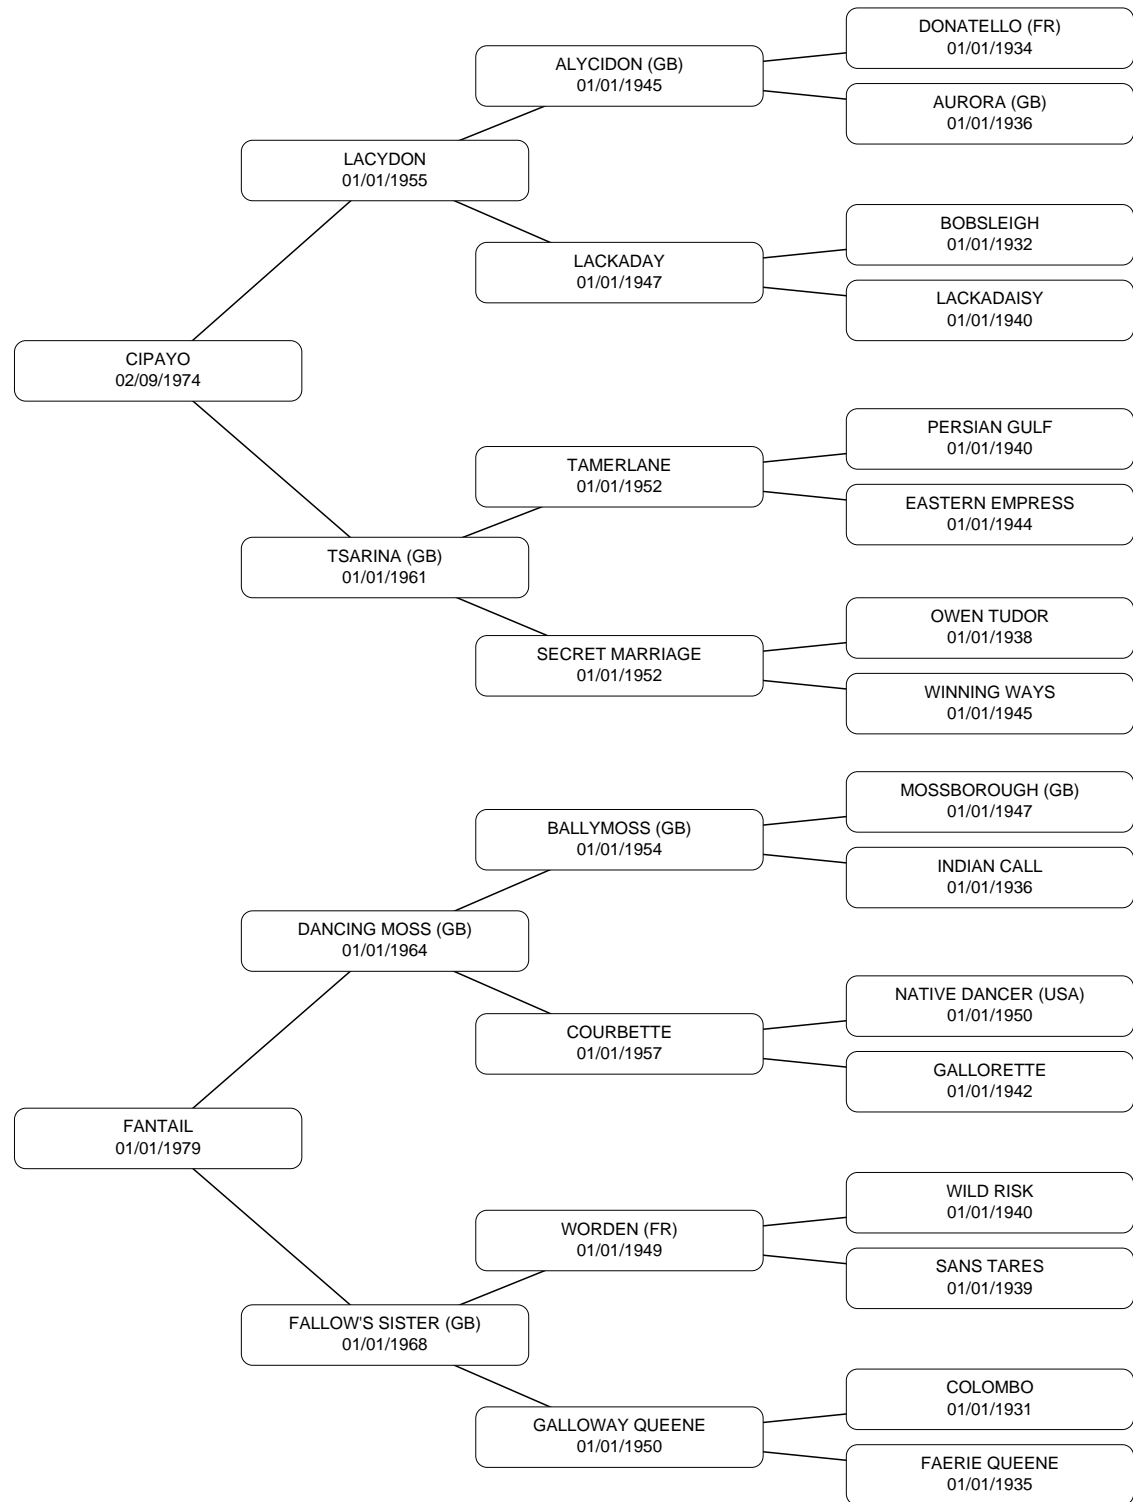 DONATELLO (FR)
01/01/1934
ALYCIDON (GB)
01/01/1945
AURORA (GB)
01/01/1936
LACYDON
01/01/1955
BOBSLEIGH
01/01/1932
LACKADAY
01/01/1947
LACKADAISY
01/01/1940
CIPAYO
02/09/1974
PERSIAN GULF
01/01/1940
TAMERLANE
01/01/1952
EASTERN EMPRESS
01/01/1944
TSARINA (GB)
01/01/1961
OWEN TUDOR
01/01/1938
SECRET MARRIAGE
01/01/1952
WINNING WAYS
01/01/1945
MOSSBOROUGH (GB)
01/01/1947
BALLYMOSS (GB)
01/01/1954
INDIAN CALL
01/01/1936
DANCING MOSS (GB)
01/01/1964
NATIVE DANCER (USA)
01/01/1950
COURBETTE
01/01/1957
GALLORETTE
01/01/1942
FANTAIL
01/01/1979
WILD RISK
01/01/1940
WORDEN (FR)
01/01/1949
SANS TARES
01/01/1939
FALLOW'S SISTER (GB)
01/01/1968
COLOMBO
01/01/1931
GALLOWAY QUEENE
01/01/1950
FAERIE QUEENE
01/01/1935